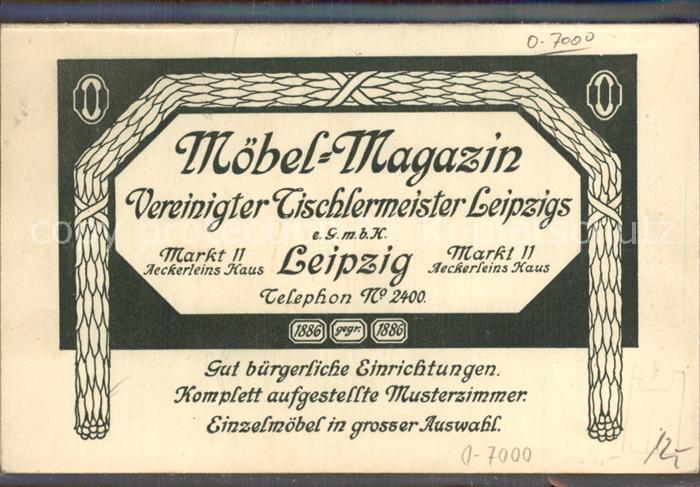 0-7000
Möbel=Magazin
Vereinigter Tischlermeister Leipzigs
e.G.m.b.H.
Markt 11 Leipzig Markt 11
Aeckerleins Haus Aeckerleins Haus
Telephon No 2400.
1886 gegr. 1886
Gut bürgerliche Einrichtungen.
Komplett aufgestellte Musterzimmer.
Einzelmöbel in grosser Auswahl.
0-7000
12,-